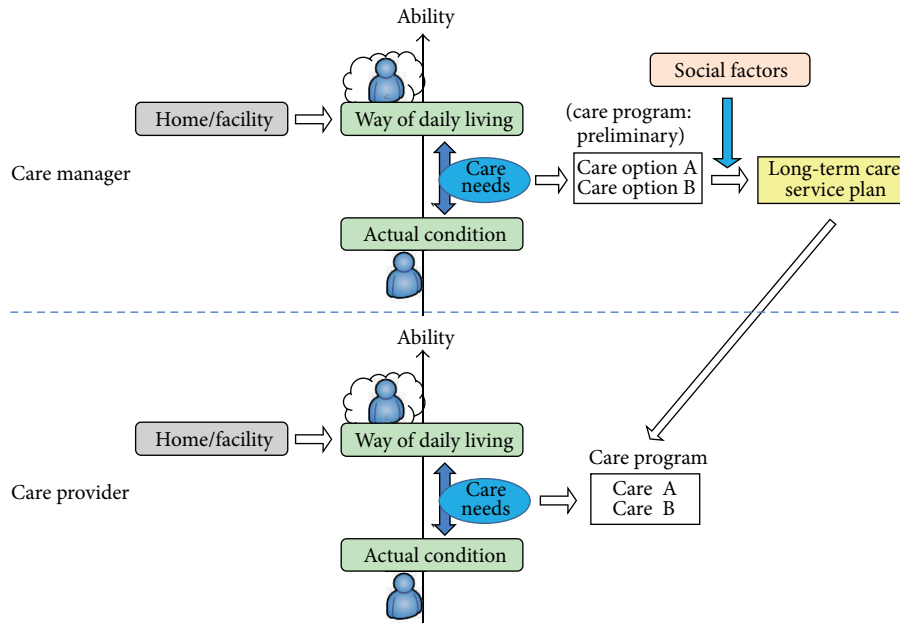 Ability
Social factors
Home/facility
Way of daily living
(care program:
preliminary)
Care manager
Care
needs
Care option A
Care option B
Long-term care
service plan
Actual condition
Ability
Home/facility
Way of daily living
Care program
Care provider
Care
needs
Care A
Care B
Actual condition